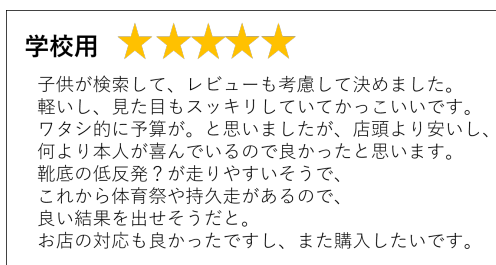 学校用 ★★★★★
子供が検索して、レビューも考慮して決めました。
軽いし、見た目もスッキリしていてかっこいいです。
ワタシ的に予算が。と思いましたが、店頭より安いし、
何より本人が喜んでいるので良かったと思います。
靴底の低反発？が走りやすいそうで、
これから体育祭や持久走があるので、
良い結果を出せそうだと。
お店の対応も良かったですし、また購入したいです。